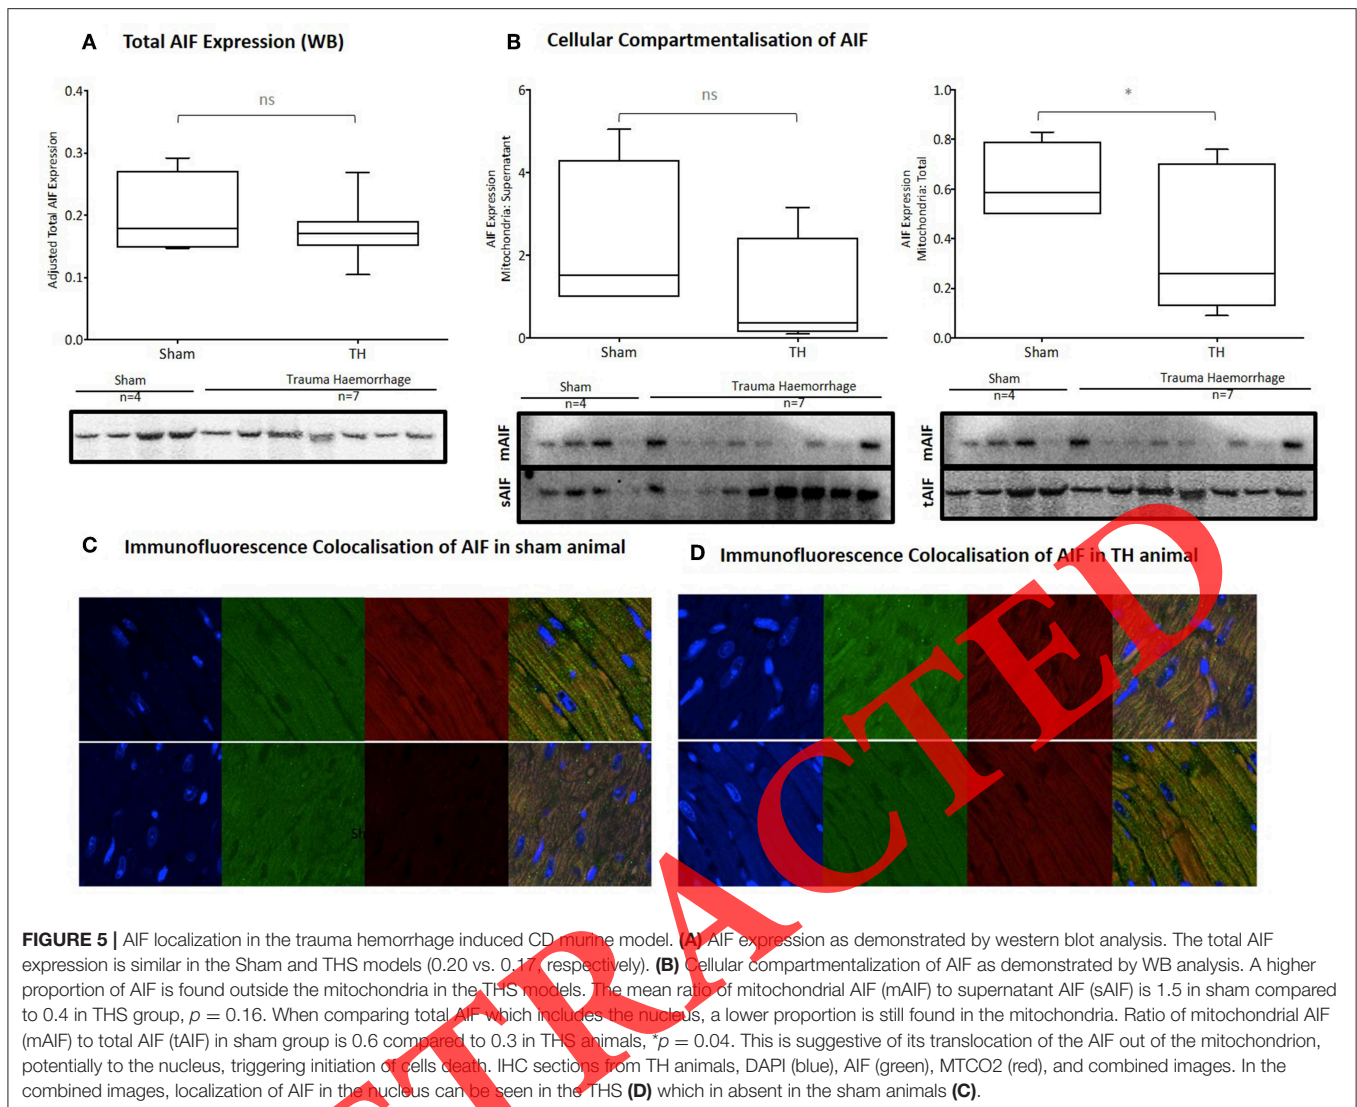 A Total AIF Expression (WB)
B Cellular Compartmentalisation of AIF
Adjusted Total AIF Expression
0.4
0.3
0.2
0.1
0.0
ns
Sham TH
AIF Expression
Mitochondria: Supernatant
6
4
2
0
ns
Sham TH
AIF Expression
Mitochondria: Total
1.0
0.8
0.6
0.4
0.2
0.0
*
Sham TH
Sham Trauma Haemorrhage
n=4 n=7
Sham Trauma Haemorrhage
n=4 n=7
mAIF
sAIF
Sham Trauma Haemorrhage
n=4 n=7
mAIF
tAIF
C Immunofluorescence Colocalisation of AIF in sham animal
D Immunofluorescence Colocalisation of AIF in TH animal
Sh
RETRACTED
FIGURE 5 | AIF localization in the trauma hemorrhage induced CD murine model. (A) AIF expression as demonstrated by western blot analysis. The total AIF
expression is similar in the Sham and THS models (0.20 vs. 0.17, respectively). (B) Cellular compartmentalization of AIF as demonstrated by WB analysis. A higher
proportion of AIF is found outside the mitochondria in the THS models. The mean ratio of mitochondrial AIF (mAIF) to supernatant AIF (sAIF) is 1.5 in sham compared
to 0.4 in THS group, p = 0.16. When comparing total AIF which includes the nucleus, a lower proportion is still found in the mitochondria. Ratio of mitochondrial AIF
(mAIF) to total AIF (tAIF) in sham group is 0.6 compared to 0.3 in THS animals, *p = 0.04. This is suggestive of its translocation of the AIF out of the mitochondrion,
potentially to the nucleus, triggering initiation of cells death. IHC sections from TH animals, DAPI (blue), AIF (green), MTCO2 (red), and combined images. In the
combined images, localization of AIF in the nucleus can be seen in the THS (D) which in absent in the sham animals (C).